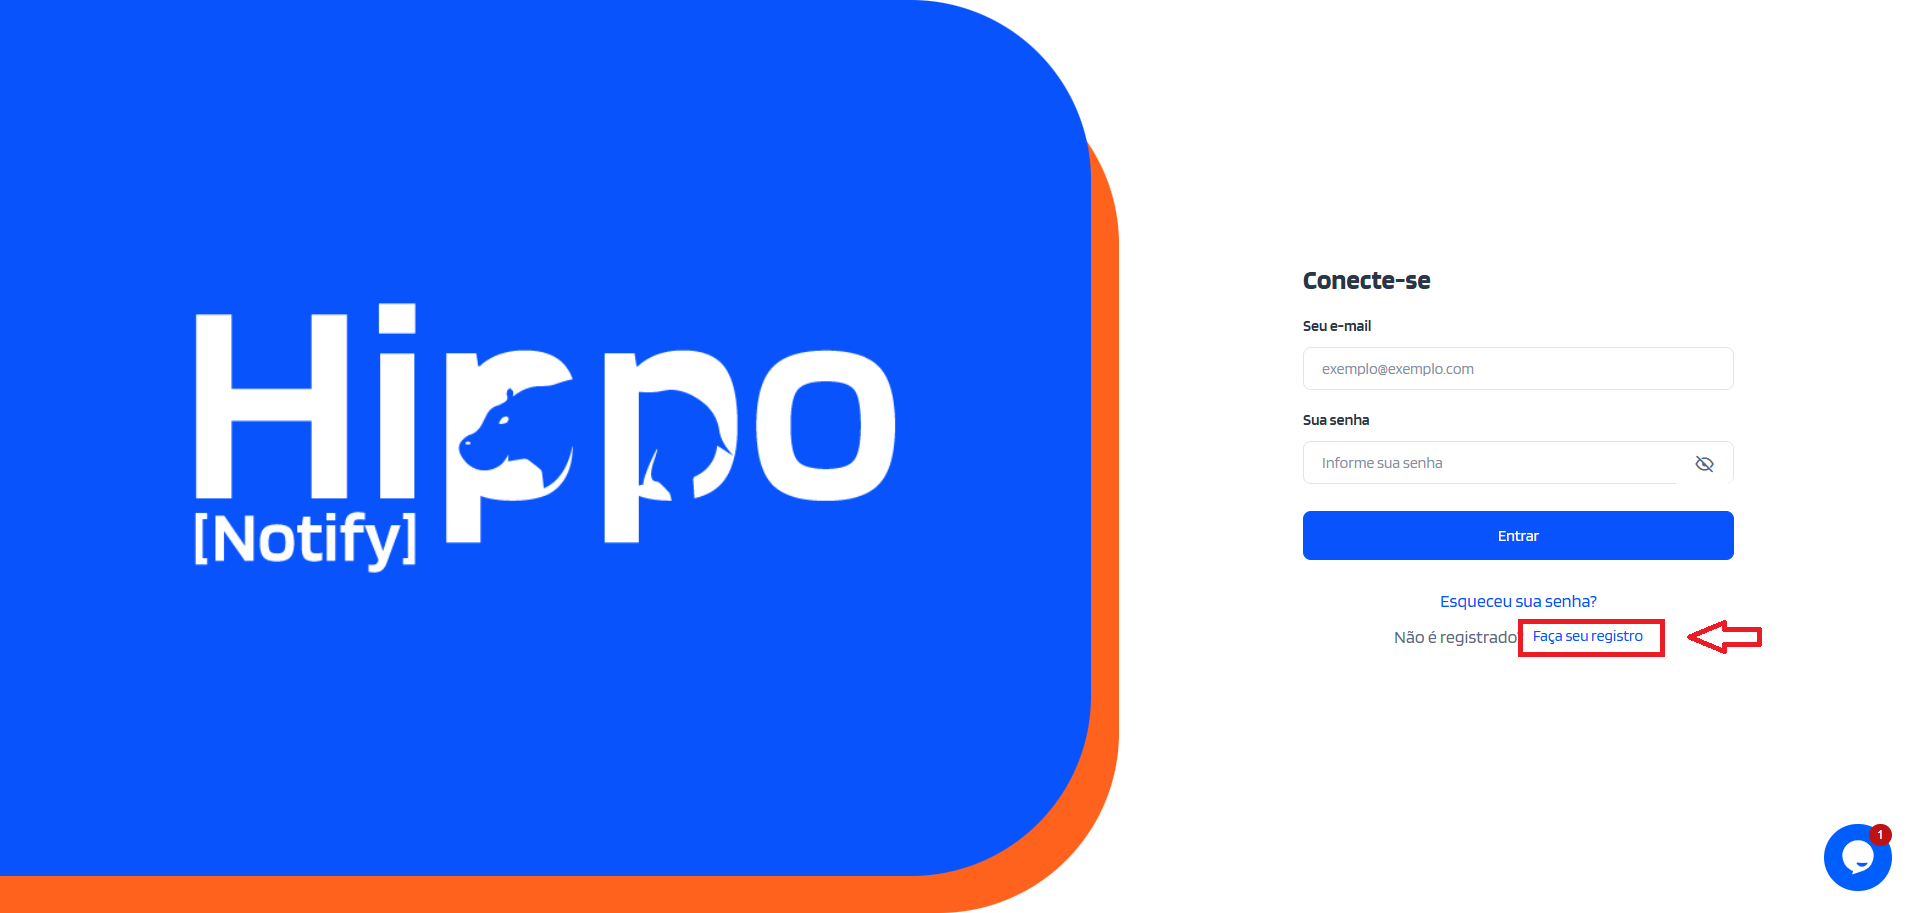 Hippo
[Notify]
Conecte-se
Seu e-mail
exemplo@exemplo.com
Sua senha
Informe sua senha
Entrar
Esqueceu sua senha?
Não é registrado? Faça seu registro
1